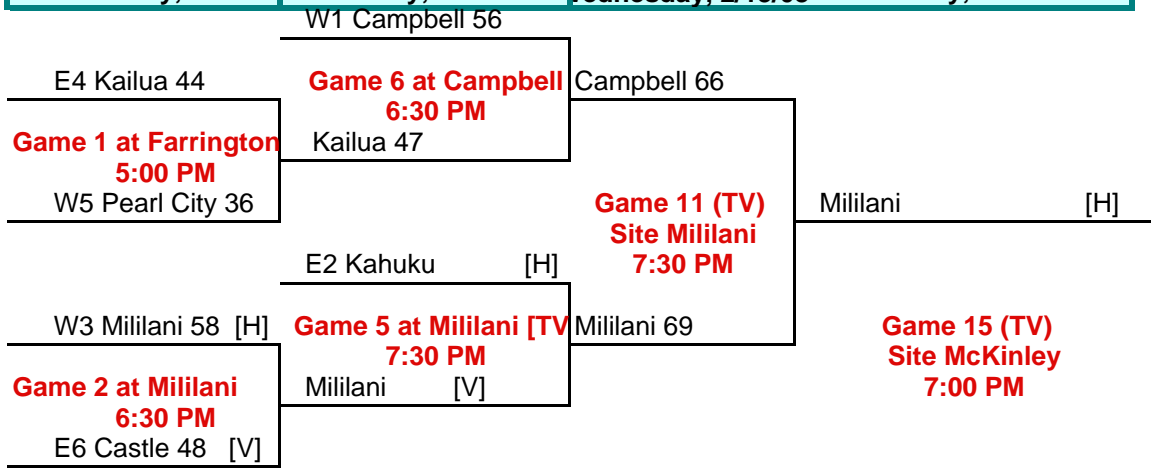 W1 Campbell 56
E4 Kailua 44
Game 6 at Campbell
6:30 PM
Campbell 66
Game 1 at Farrington
5:00 PM
Kailua 47
W5 Pearl City 36
Game 11 (TV)
Site Mililani
7:30 PM
Mililani [H]
E2 Kahuku [H]
W3 Mililani 58 [H]
Game 5 at Mililani [TV
7:30 PM
Mililani 69
Game 15 (TV)
Site McKinley
7:00 PM
Game 2 at Mililani
6:30 PM
Mililani [V]
E6 Castle 48 [V]